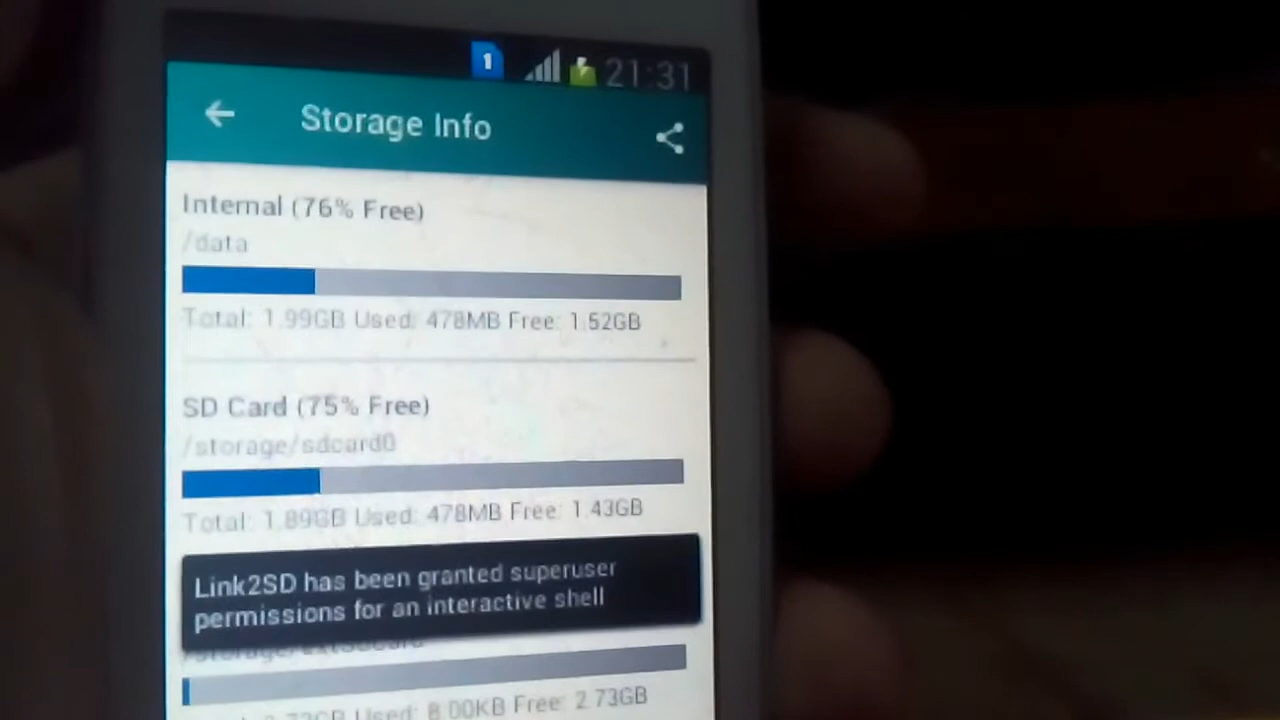 1 21:31
Storage Info
Internal (76% Free)
/data
Total: 1.99GB Used: 478MB Free: 1.52GB
SD Card (75% Free)
/storage/sdcard0
Total: 1.89GB Used: 478MB Free: 1.43GB
Link2SD has been granted superuser
permissions for an interactive shell
Used: 8.00KB Free: 2.73GB